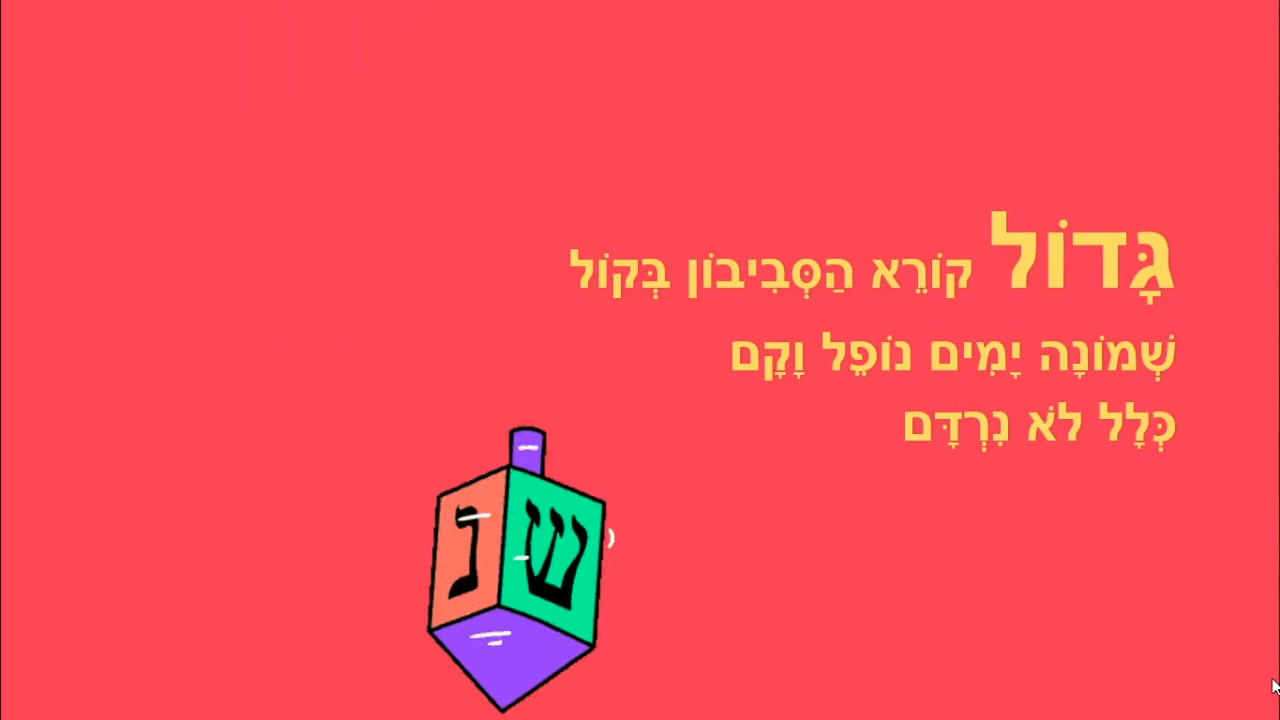 גָּדוֹל קוֹרֵא הַסְּבִיבוֹן בְּקוֹל
שְׁמוֹנָה יָמִים נוֹפֵל וָקָם
כְּלָל לֹא נִרְדָּם
נ ש